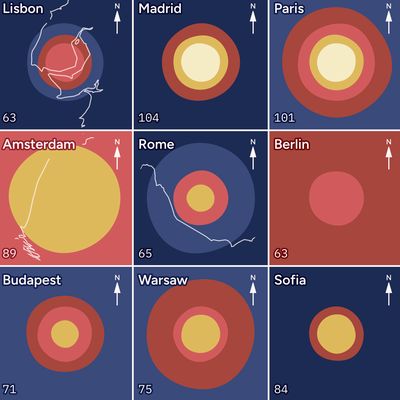 Lisbon
N
63
Madrid
N
104
Paris
N
101
Amsterdam
N
89
Rome
N
65
Berlin
N
63
Budapest
N
71
Warsaw
N
75
Sofia
N
84